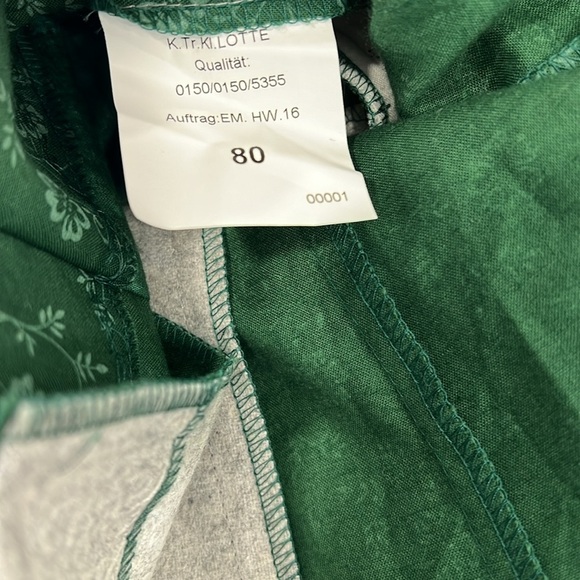 K.Tr.Kl.LOTTE
Qualität:
0150/0150/5355
Auftrag:EM. HW.16
80
00001